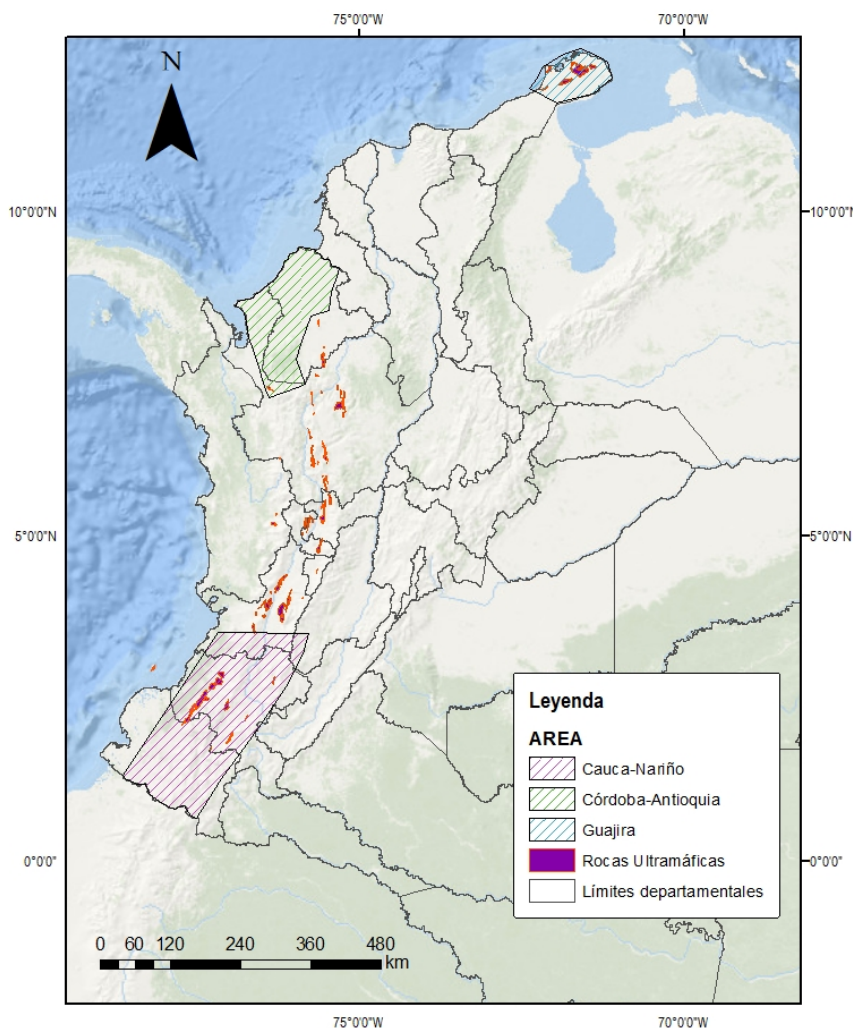 75°0'0"W 70°0'0"W
N
10°0'0"N 10°0'0"N
5°0'0"N 5°0'0"N
Leyenda
AREA
Cauca-Nariño
Córdoba-Antioquia
Guajira
Rocas Ultramáficas
Límites departamentales
0°0'0" 0°0'0"
0 60 120 240 360 480
km
75°0'0"W 70°0'0"W